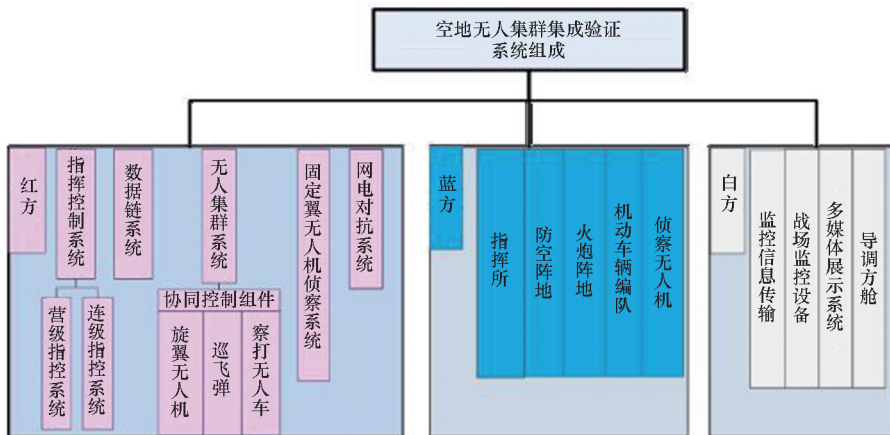 空地无人集群集成验证
系统组成
红方
指挥控制系统
数据链系统
无人集群系统
固定翼无人机侦察系统
网电对抗系统
营级指控系统
连级指控系统
协同控制组件
旋翼无人机
巡飞弹
察打无人车
蓝方
指挥所
防空阵地
火炮阵地
机动车辆编队
侦察无人机
白方
监控信息传输
战场监控设备
多媒体展示系统
导调方舱